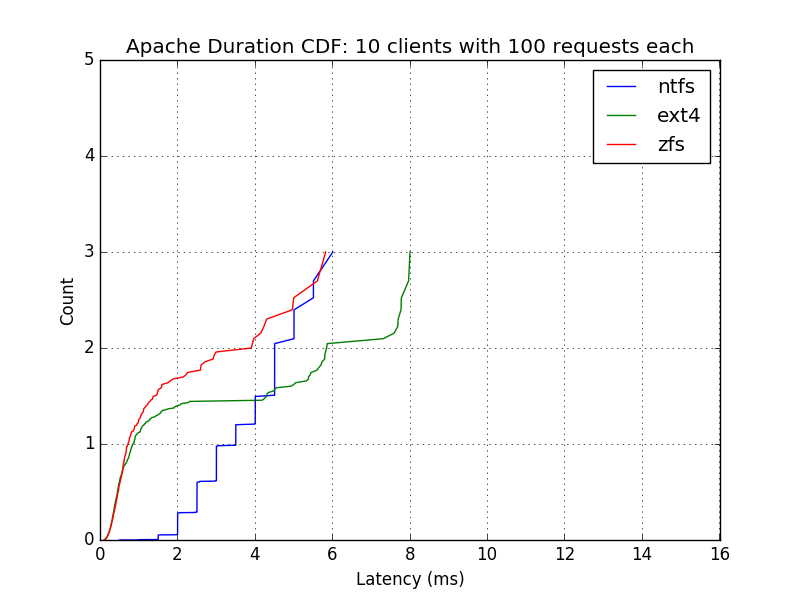 Apache Duration CDF: 10 clients with 100 requests each
5
4
3
2
1
0
Count
ntfs
ext4
zfs
0 2 4 6 8 10 12 14 16
Latency (ms)